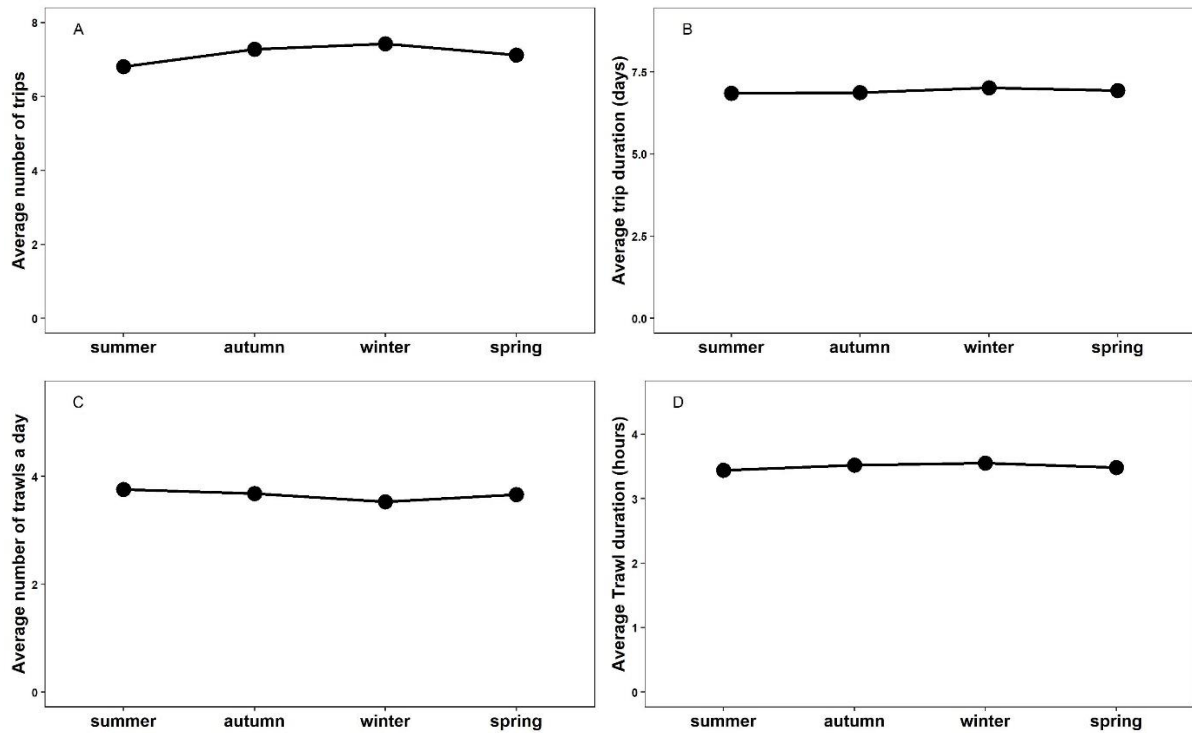 A
Average number of trips
8
6
4
2
0
summer autumn winter spring
B
Average trip duration (days)
7.5
5.0
2.5
0.0
summer autumn winter spring
C
Average number of trawls a day
4
2
0
summer autumn winter spring
D
Average Trawl duration (hours)
4
3
2
1
0
summer autumn winter spring